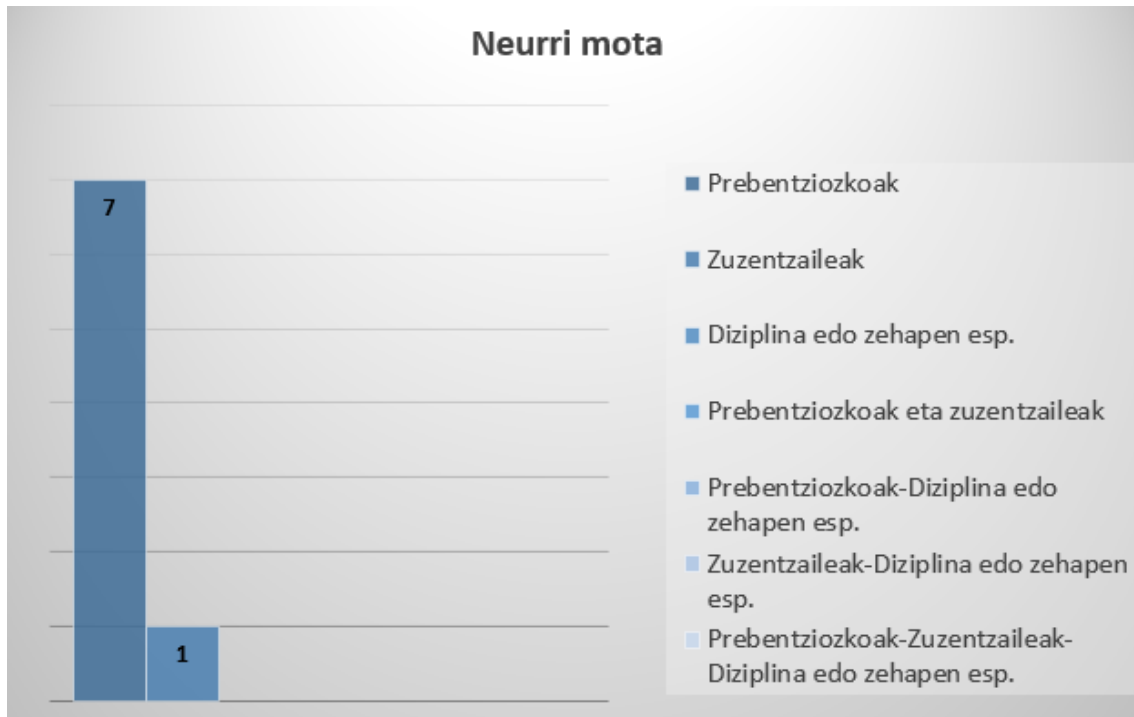 Neurri mota
7
1
Prebentziozkoak
Zuzentzaileak
Diziplina edo zehapen esp.
Prebentziozkoak eta zuzentzaileak
Prebentziozkoak-Diziplina edo
zehapen esp.
Zuzentzaileak-Diziplina edo zehapen
esp.
Prebentziozkoak-Zuzentzaileak-
Diziplina edo zehapen esp.